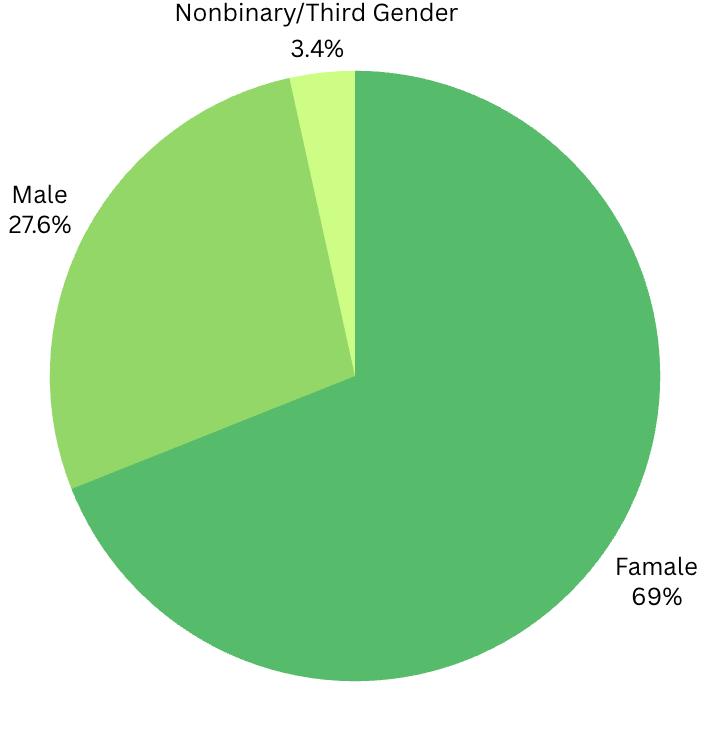 Nonbinary/Third Gender
3.4%
Male
27.6%
Famale
69%